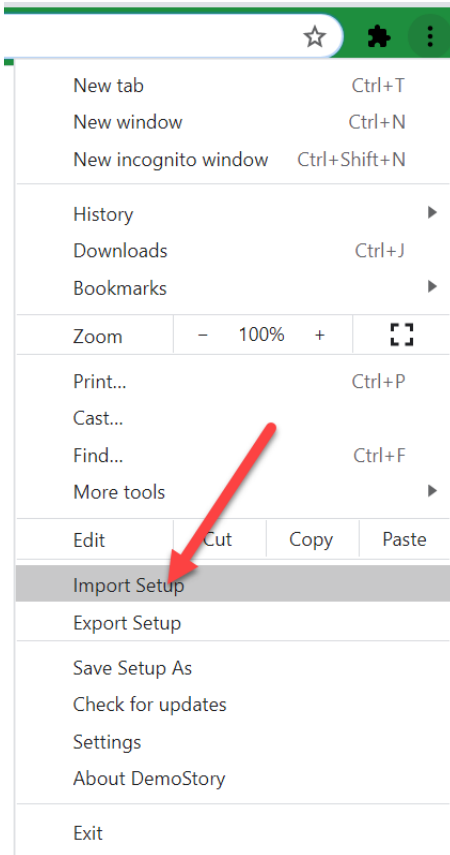 New tab Ctrl+T
New window Ctrl+N
New incognito window Ctrl+Shift+N
History
Downloads Ctrl+J
Bookmarks
Zoom - 100% +
Print... Ctrl+P
Cast...
Find... Ctrl+F
More tools
Edit Cut Copy Paste
Import Setup
Export Setup
Save Setup As
Check for updates
Settings
About DemoStory
Exit